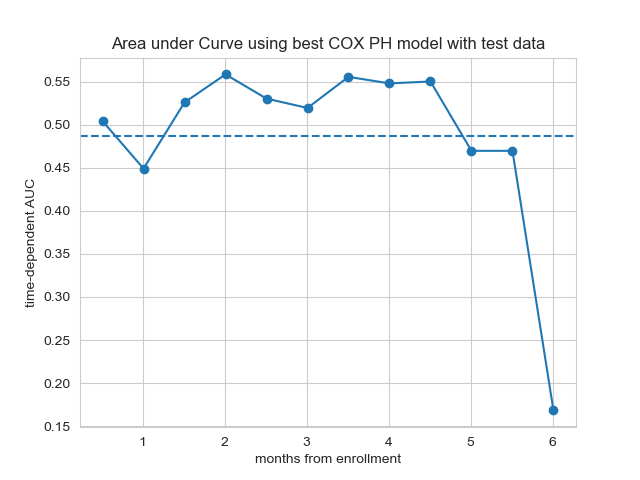 Area under Curve using best COX PH model with test data
time-dependent AUC
0.55
0.50
0.45
0.40
0.35
0.30
0.25
0.20
0.15
1 2 3 4 5 6
months from enrollment